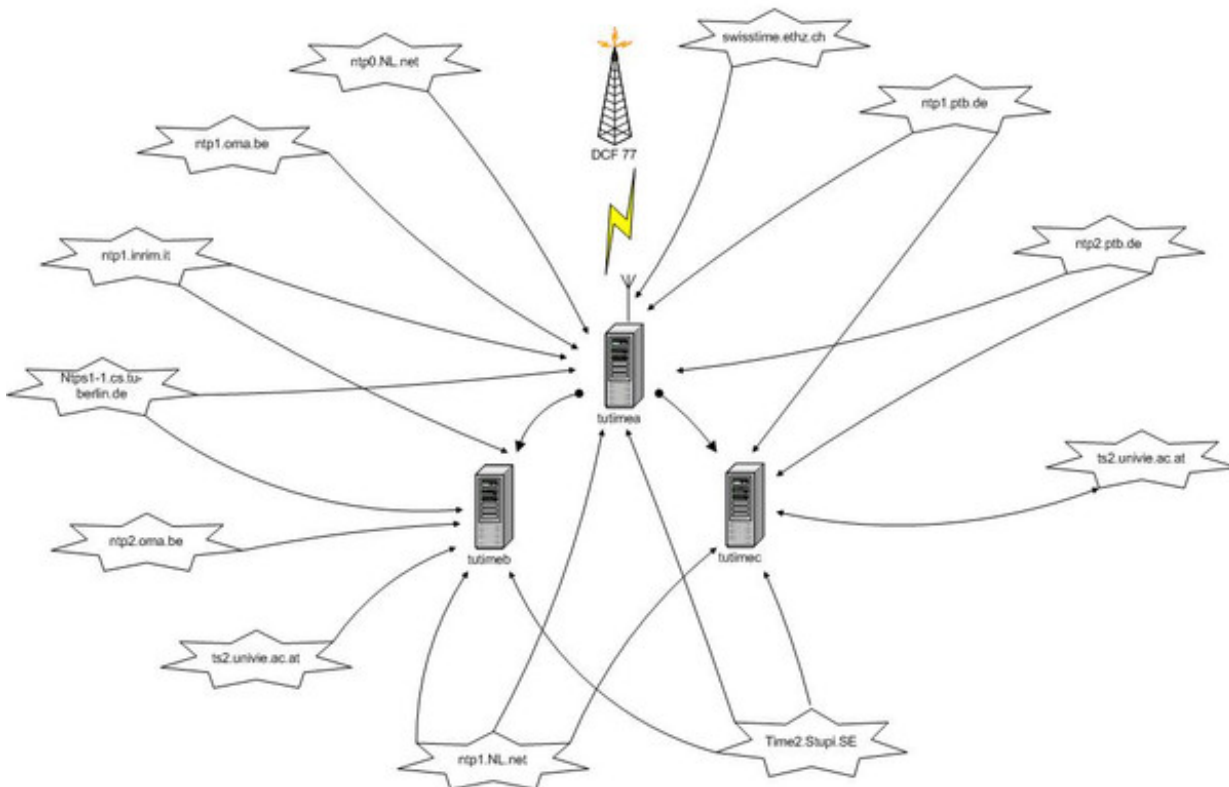 swisstime.ethz.ch
ntp0.NL.net
ntp1.ptb.de
ntp1.oma.be
DCF 77
ntp2.ptb.de
ntp1.inrim.it
Ntps1-1.cs.tu-
berlin.de
tutimea
ts2.univie.ac.at
ntp2.oma.be
tutimeb
tutimec
ts2.univie.ac.at
Time2.Stupi.SE
ntp1.NL.net